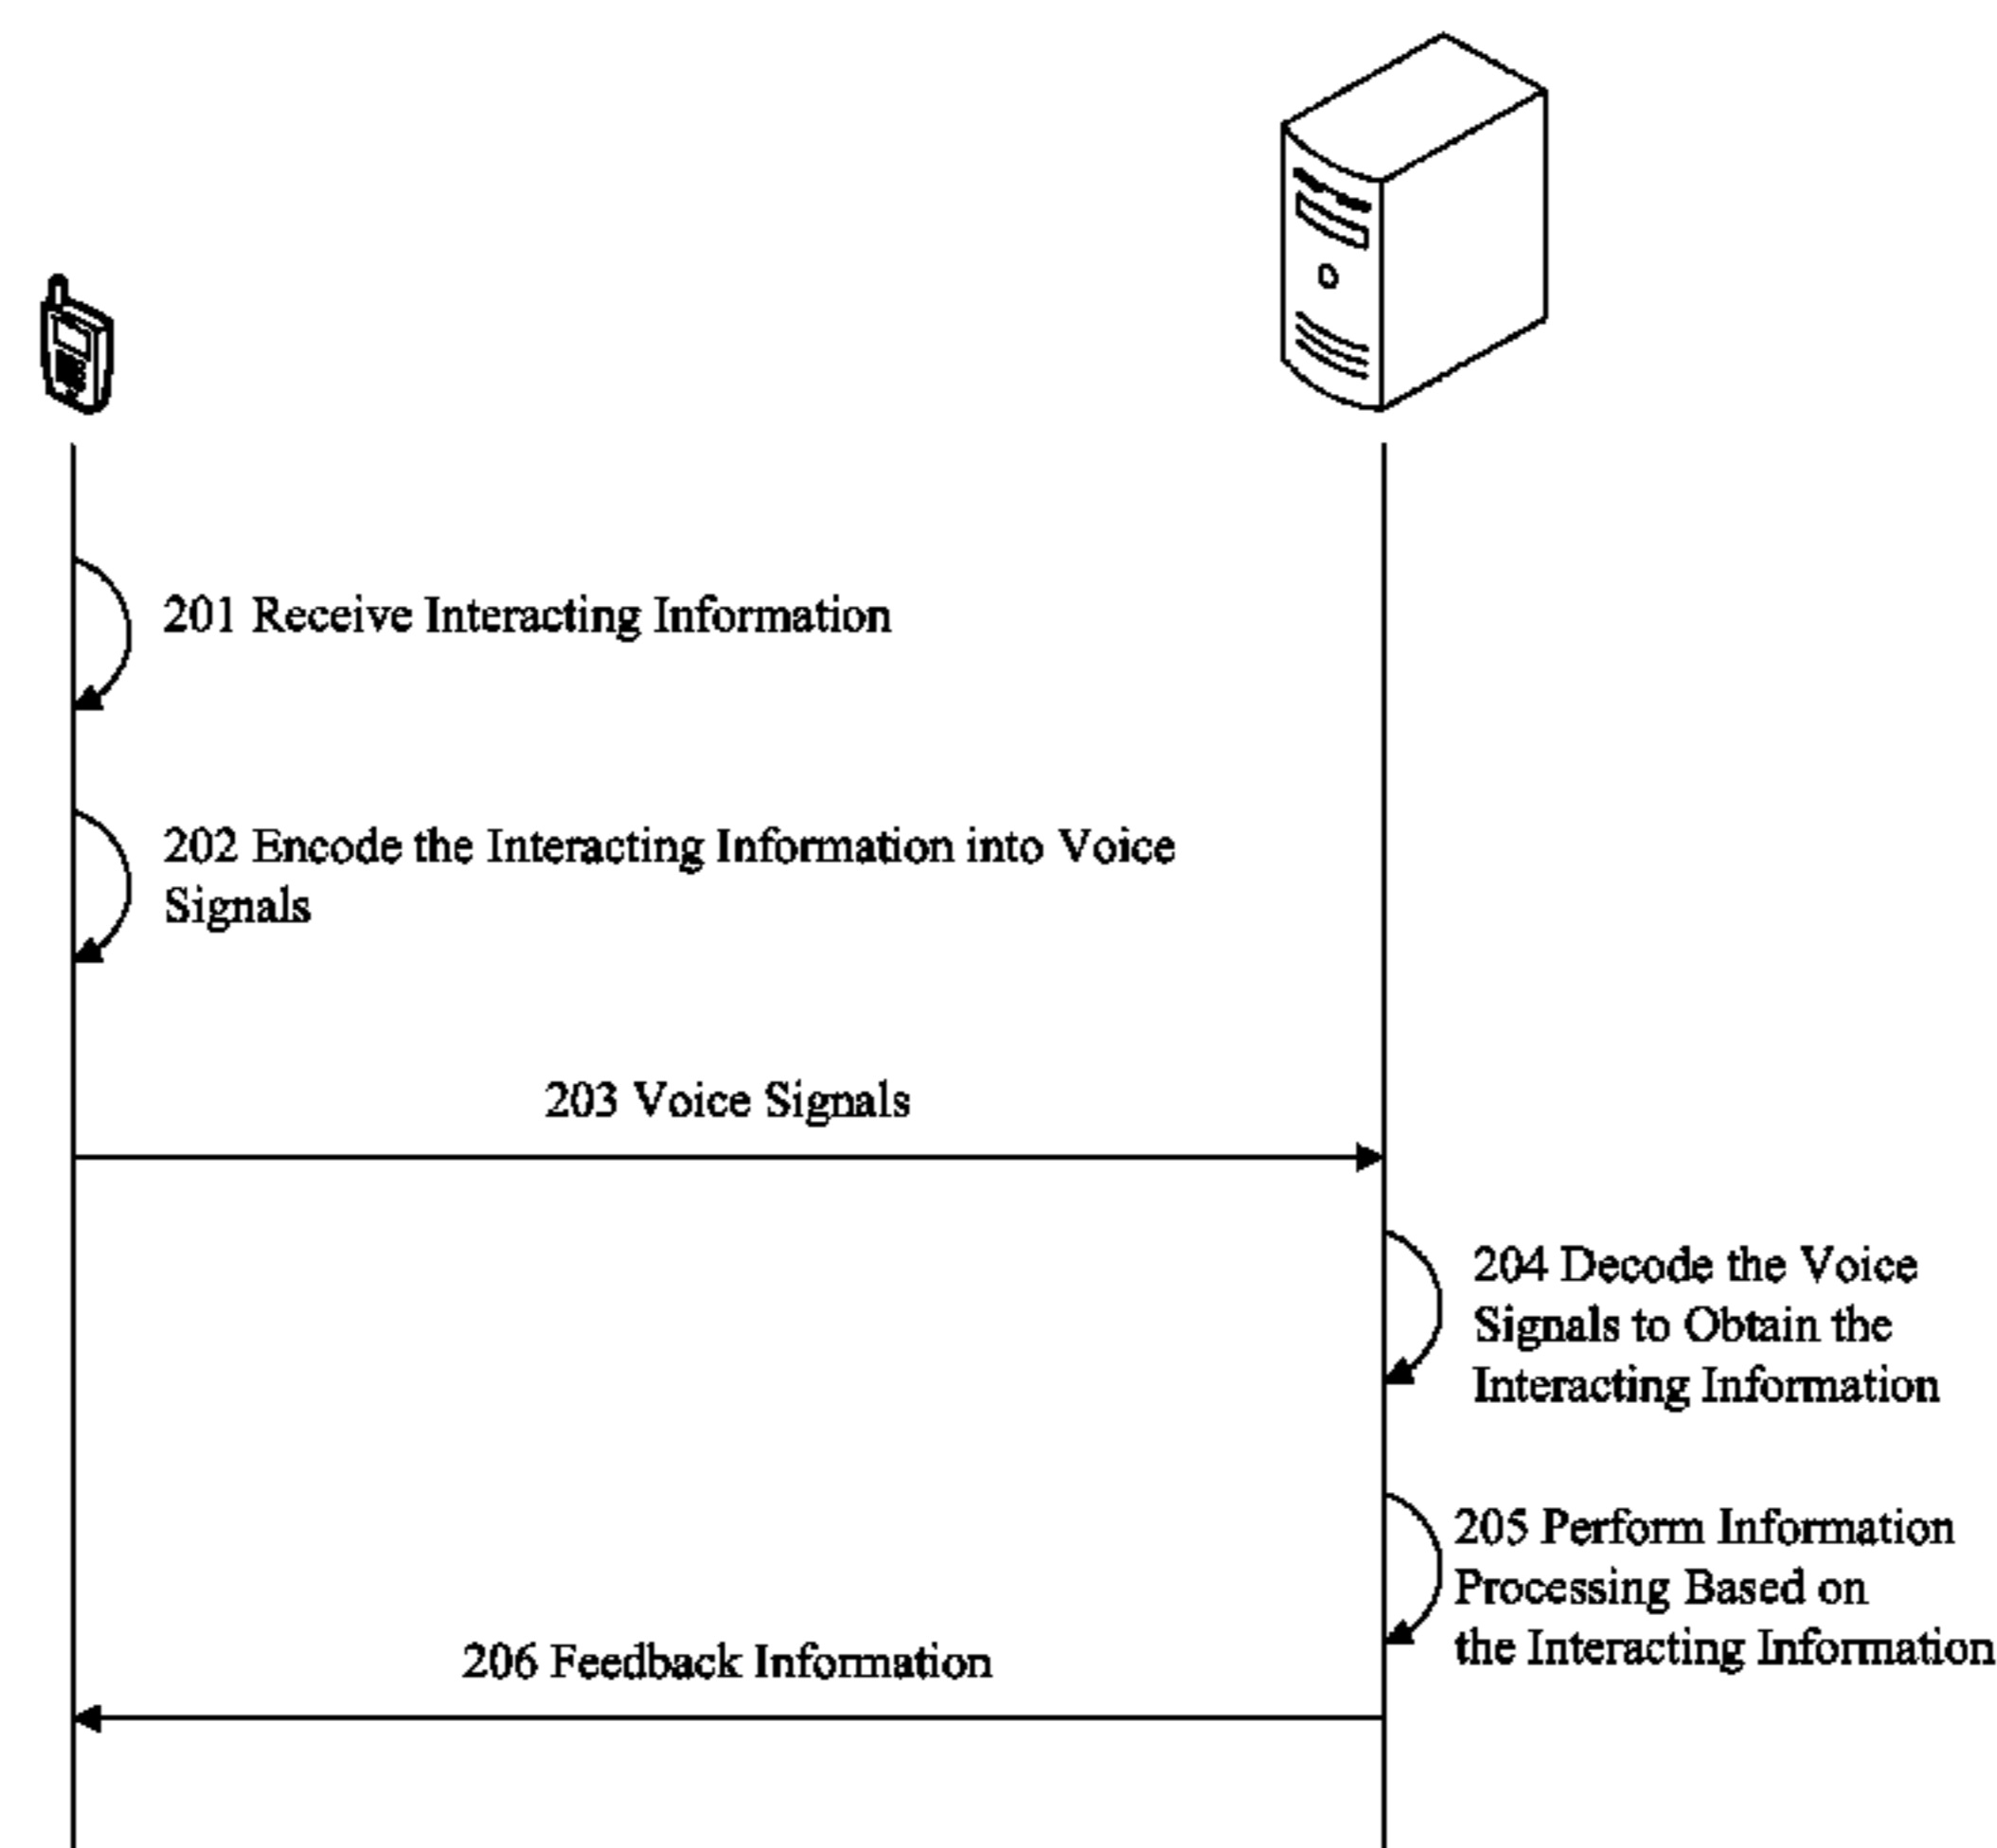 201 Receive Interacting Information
202 Encode the Interacting Information into Voice
Signals
203 Voice Signals
204 Decode the Voice
Signals to Obtain the
Interacting Information
205 Perform Information
Processing Based on
the Interacting Information
206 Feedback Information